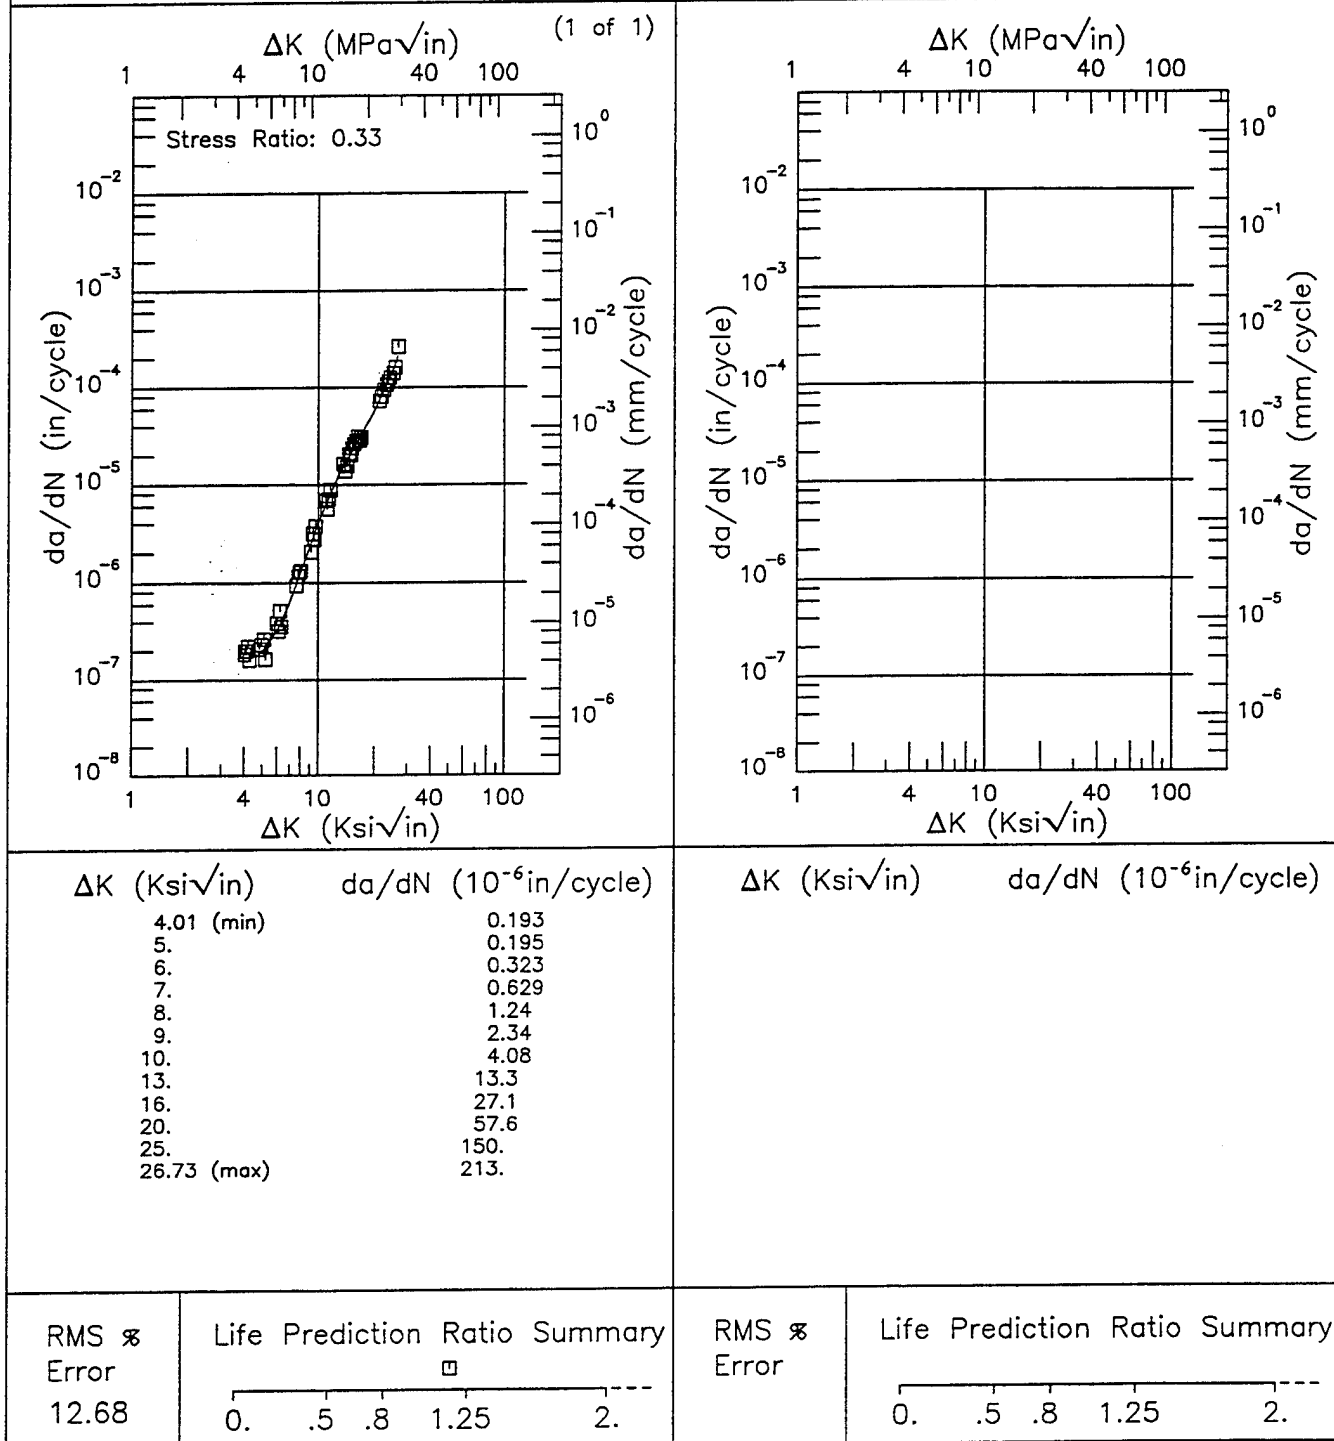 (1 of 1)
ΔK (MPa√in)
1 4 10 40 100
Stress Ratio: 0.33
da/dN (in/cycle)
10⁻²
10⁻³
10⁻⁴
10⁻⁵
10⁻⁶
10⁻⁷
10⁻⁸
10⁰
10⁻¹
10⁻²
10⁻³
10⁻⁴
10⁻⁵
10⁻⁶
da/dN (mm/cycle)
1 4 10 40 100
ΔK (Ksi√in)
ΔK (MPa√in)
1 4 10 40 100
da/dN (in/cycle)
10⁻²
10⁻³
10⁻⁴
10⁻⁵
10⁻⁶
10⁻⁷
10⁻⁸
10⁰
10⁻¹
10⁻²
10⁻³
10⁻⁴
10⁻⁵
10⁻⁶
da/dN (mm/cycle)
1 4 10 40 100
ΔK (Ksi√in)
ΔK (Ksi√in) da/dN (10⁻⁶in/cycle)
4.01 (min) 0.193
5. 0.195
6. 0.323
7. 0.629
8. 1.24
9. 2.34
10. 4.08
13. 13.3
16. 27.1
20. 57.6
25. 150.
26.73 (max) 213.
ΔK (Ksi√in) da/dN (10⁻⁶in/cycle)
RMS %
Error
12.68
Life Prediction Ratio Summary
0. .5 .8 1.25 2.
RMS %
Error
Life Prediction Ratio Summary
0. .5 .8 1.25 2.